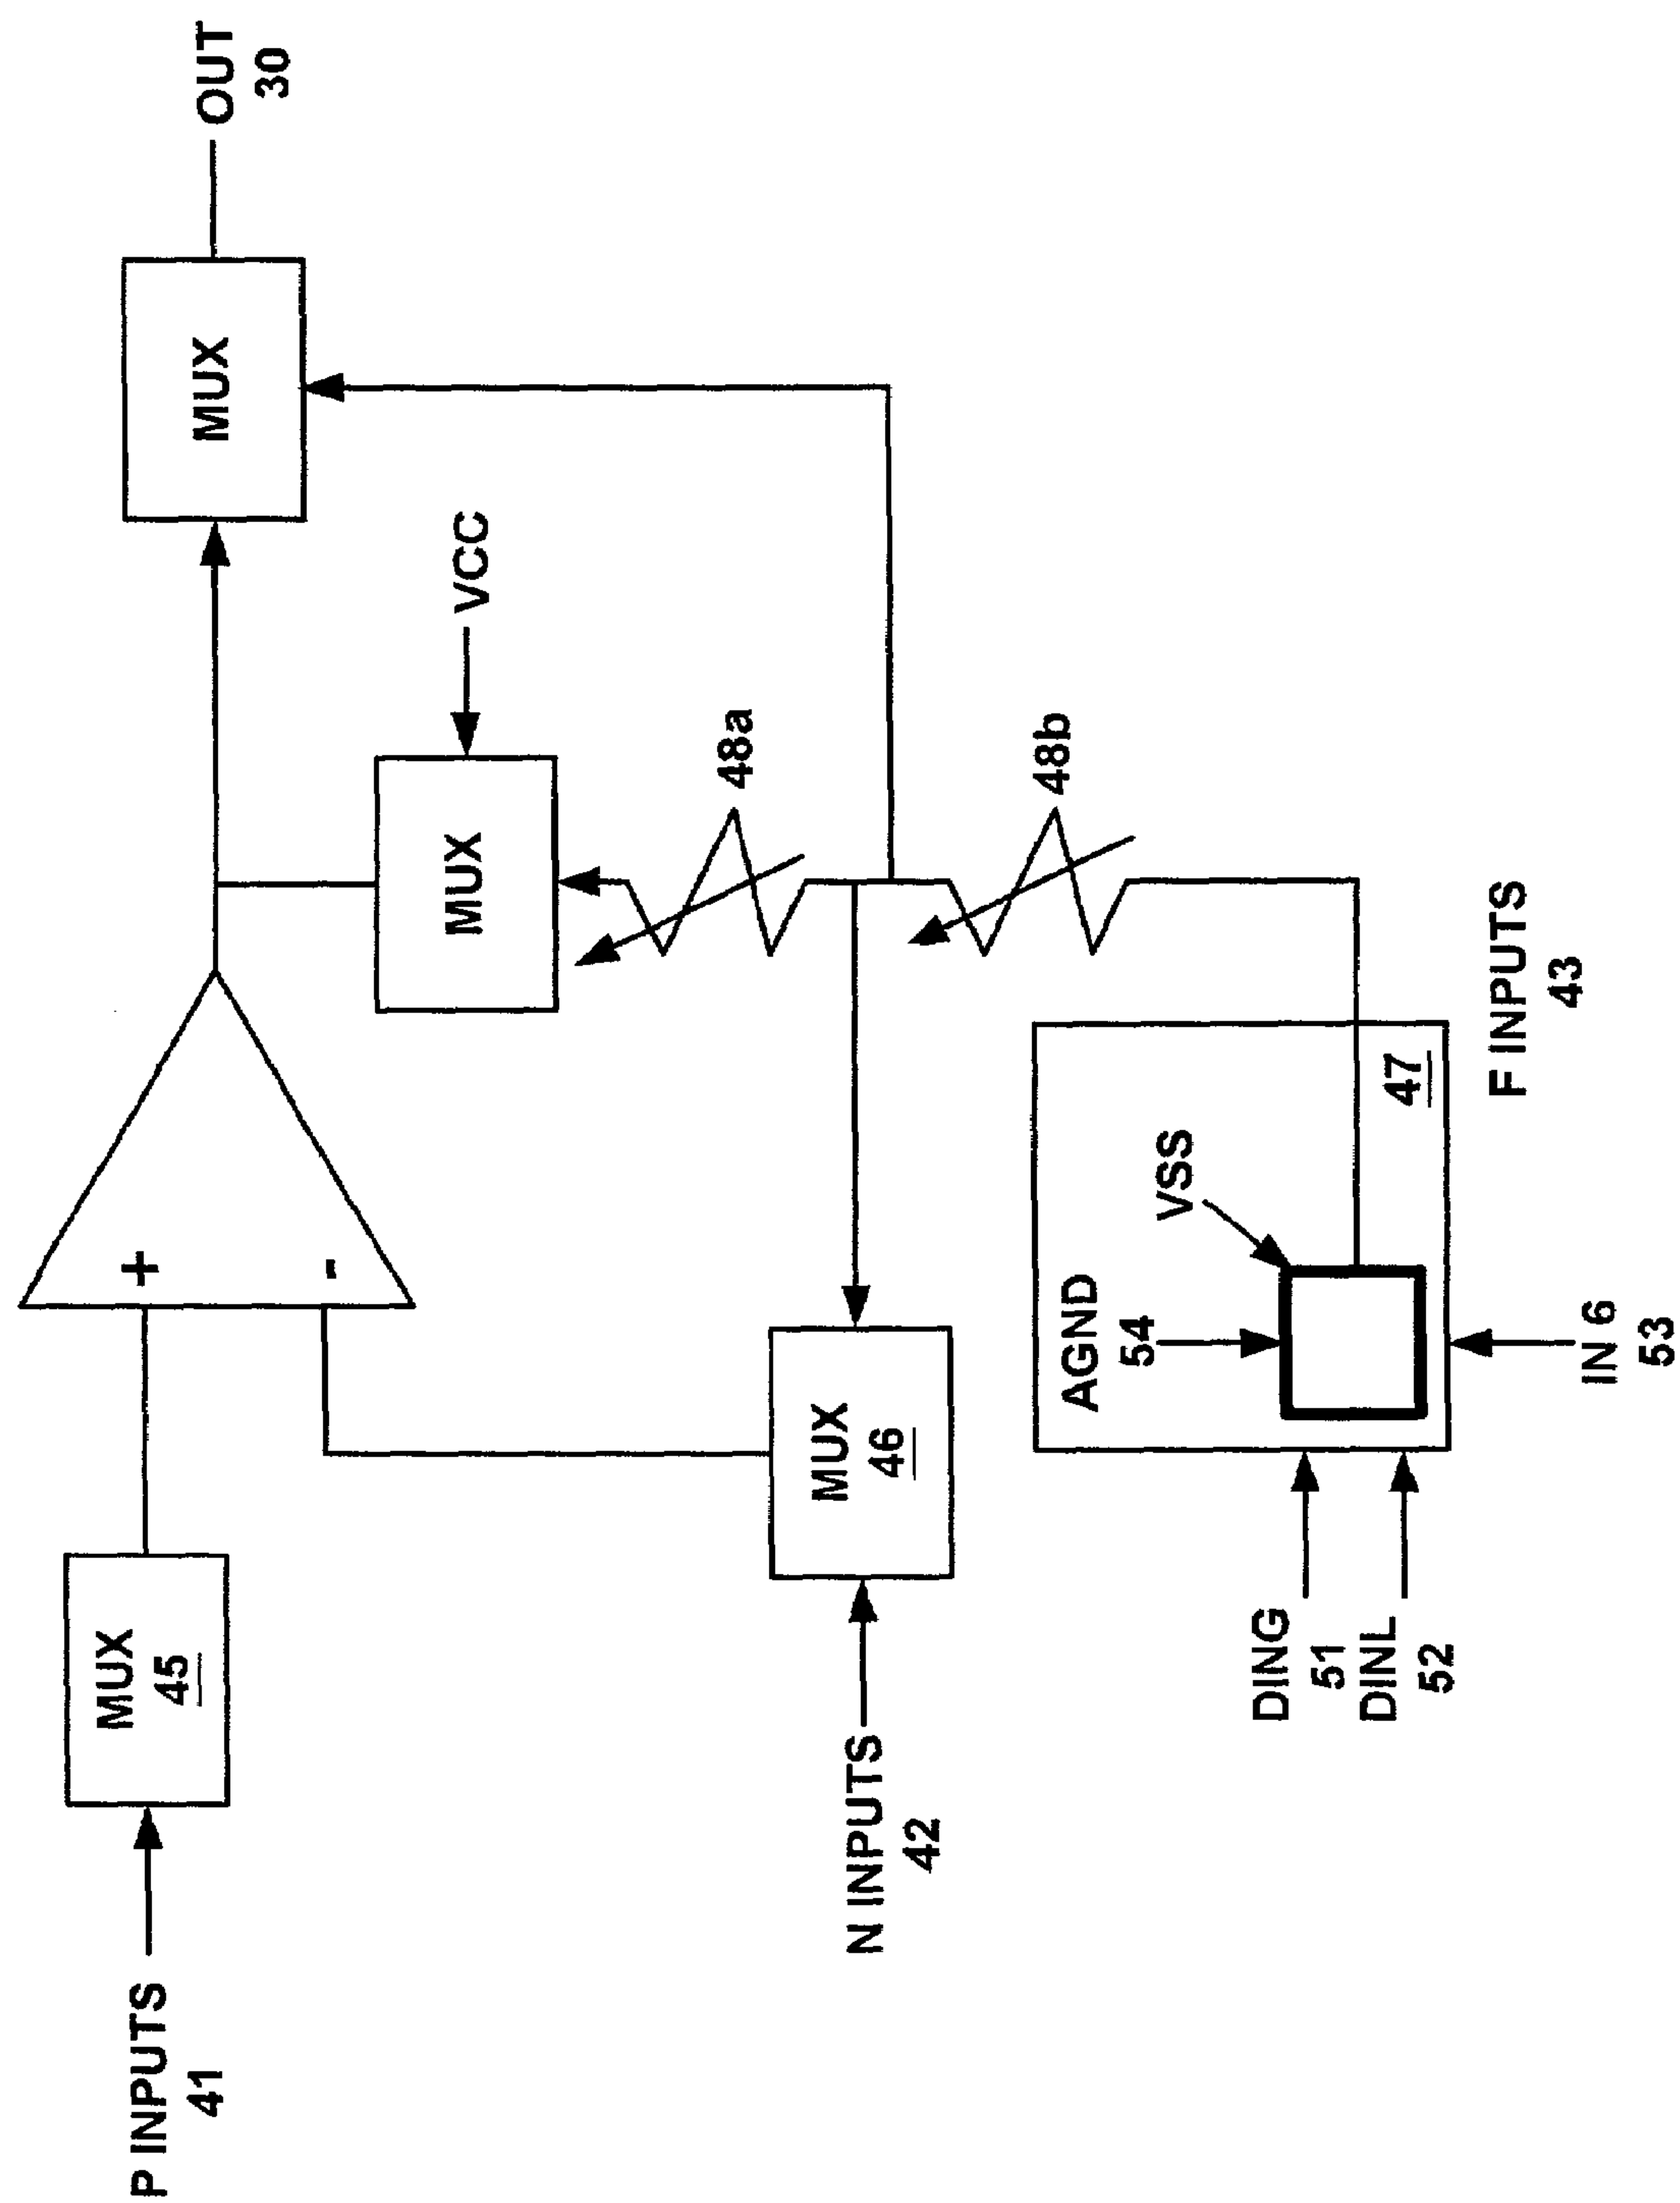 P INPUTS
41
MUX
45
+
-
MUX
OUT
30
VCC
MUX
48a
N INPUTS
42
MUX
46
48b
AGND
54
VSS
47
DING
51
DINL
52
IN 6
53
F INPUTS
43